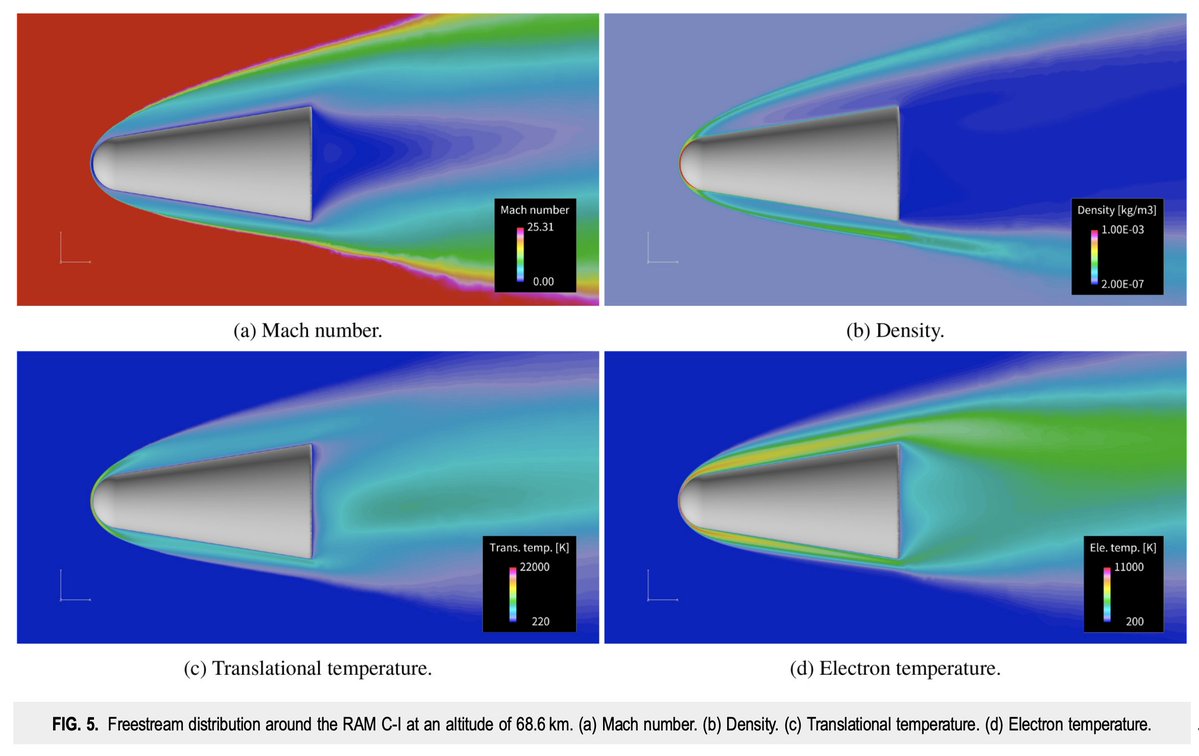 Mach number
25.31
0.00
Density [kg/m3]
1.00E-03
2.00E-07
(a) Mach number.
(b) Density.
Trans. temp. [K]
22000
220
Ele. temp. [K]
11000
200
(c) Translational temperature.
(d) Electron temperature.
FIG. 5. Freestream distribution around the RAM C-I at an altitude of 68.6 km. (a) Mach number. (b) Density. (c) Translational temperature. (d) Electron temperature.